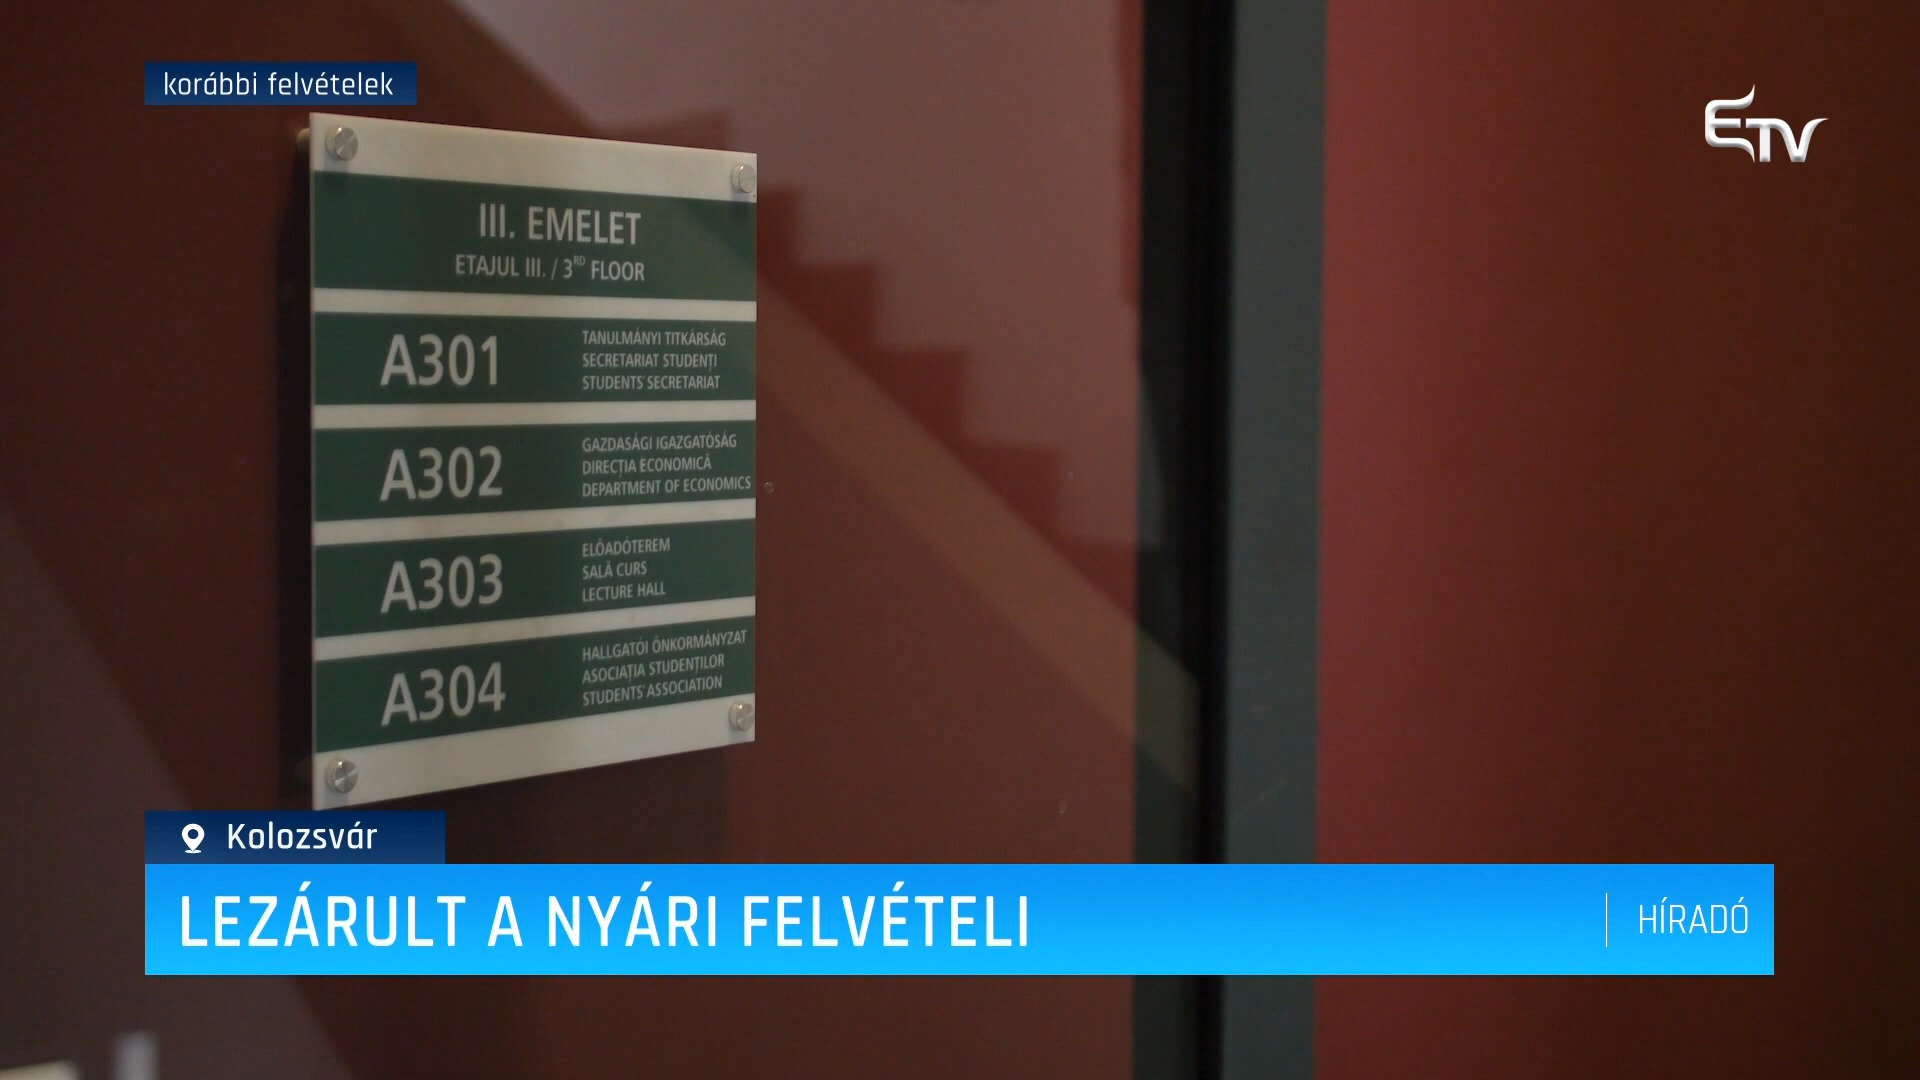 korábbi felvételek
ETV
III. EMELET
ETAJUL III. / 3RD FLOOR
A301
TANULMÁNYI TITKÁRSÁG
SECRETARIAT STUDENȚI
STUDENTS' SECRETARIAT
A302
GAZDASÁGI IGAZGATÓSÁG
DIRECȚIA ECONOMICĂ
DEPARTMENT OF ECONOMICS
A303
ELŐADÓTEREM
SALĂ CURS
LECTURE HALL
A304
HALLGATÓI ÖNKORMÁNYZAT
ASOCIAȚIA STUDENȚILOR
STUDENTS' ASSOCIATION
Kolozsvár
LEZÁRULT A NYÁRI FELVÉTELI
HÍRADÓ